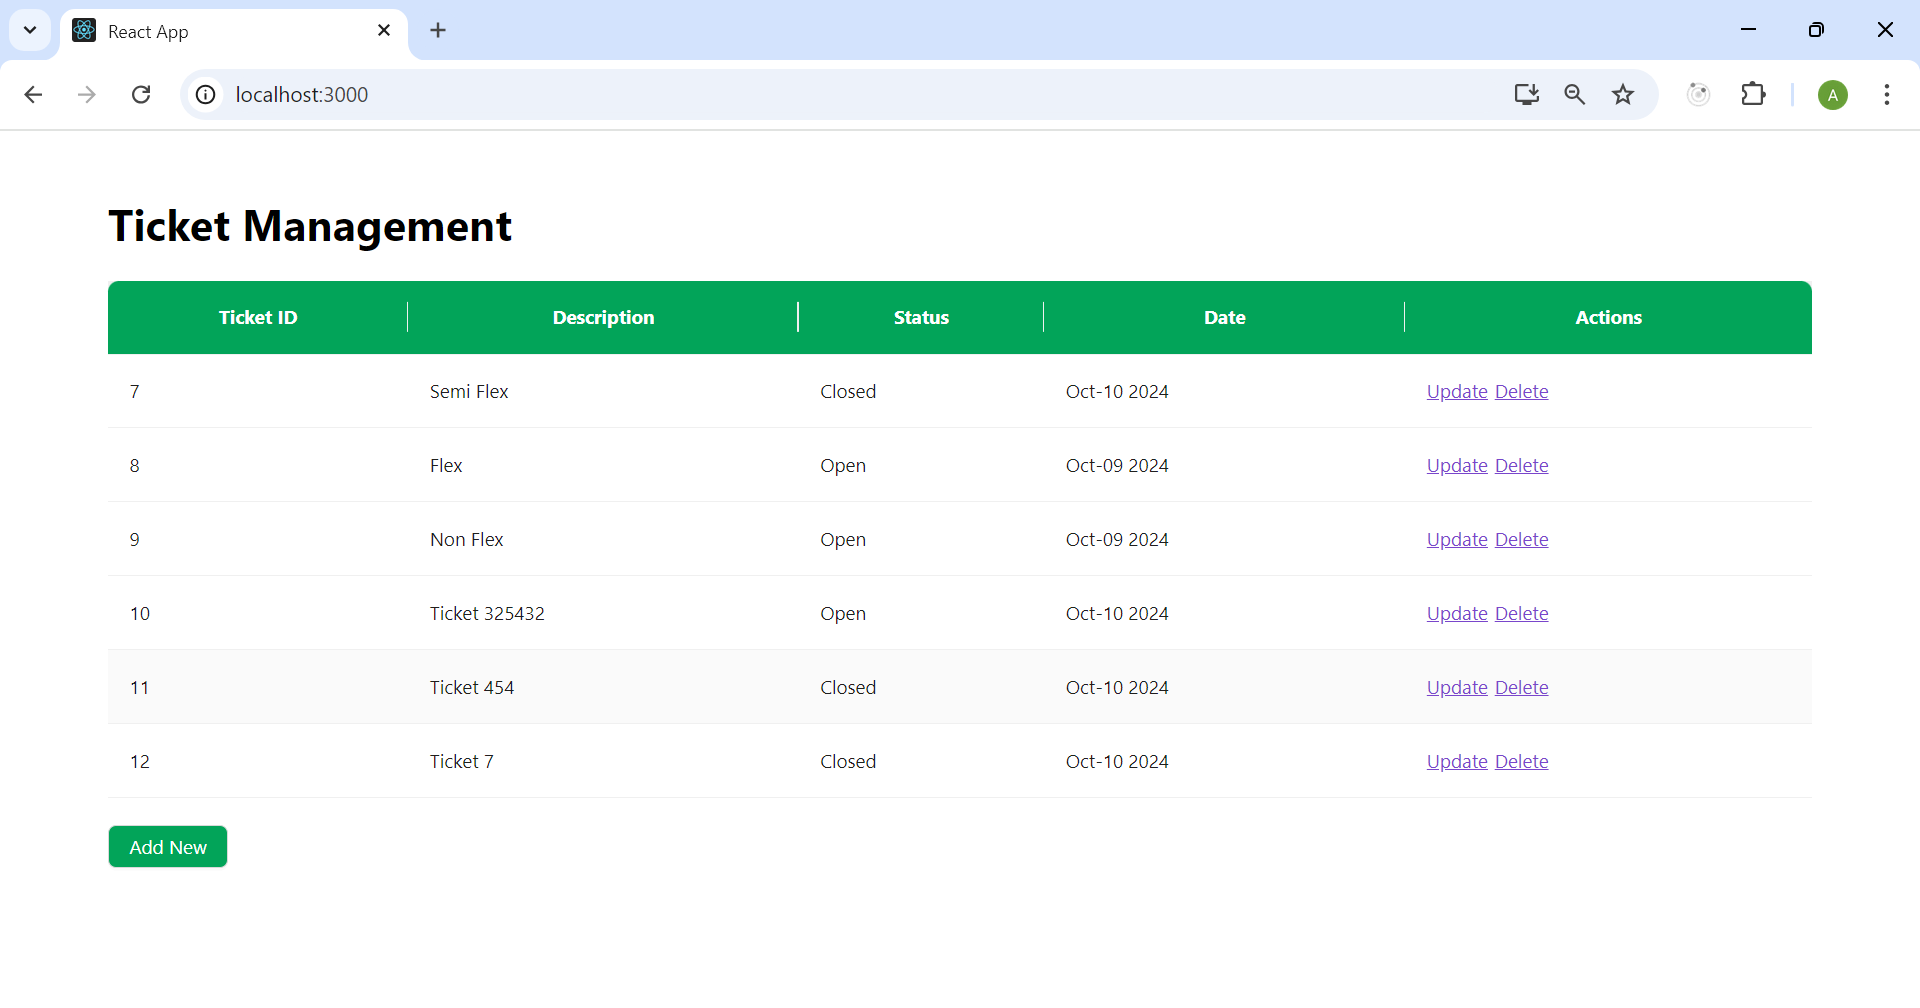 React App
localhost:3000
A
Ticket Management
Ticket ID Description Status Date Actions
7 Semi Flex Closed Oct-10 2024 Update Delete
8 Flex Open Oct-09 2024 Update Delete
9 Non Flex Open Oct-09 2024 Update Delete
10 Ticket 325432 Open Oct-10 2024 Update Delete
11 Ticket 454 Closed Oct-10 2024 Update Delete
12 Ticket 7 Closed Oct-10 2024 Update Delete
Add New